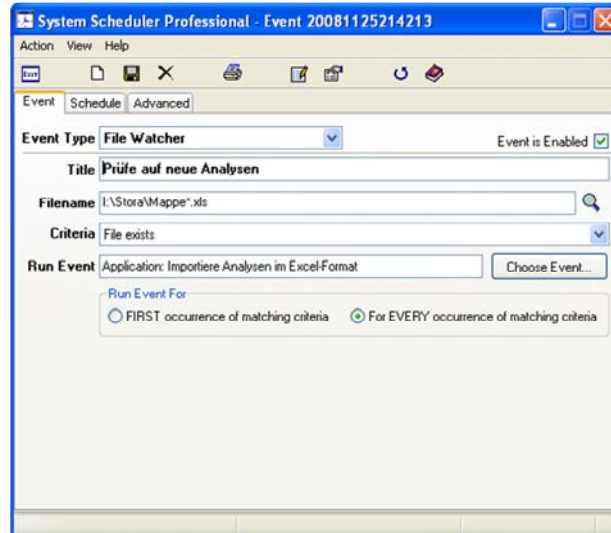 System Scheduler Professional - Event 20081125214213
Action View Help
Exit
Event Schedule Advanced
Event Type File Watcher Event is Enabled
Title Prüfe auf neue Analysen
Filename I:\Stora\Mappe*.xls
Criteria File exists
Run Event Application: Importiere Analysen im Excel-Format Choose Event...
Run Event For
FIRST occurrence of matching criteria For EVERY occurrence of matching criteria